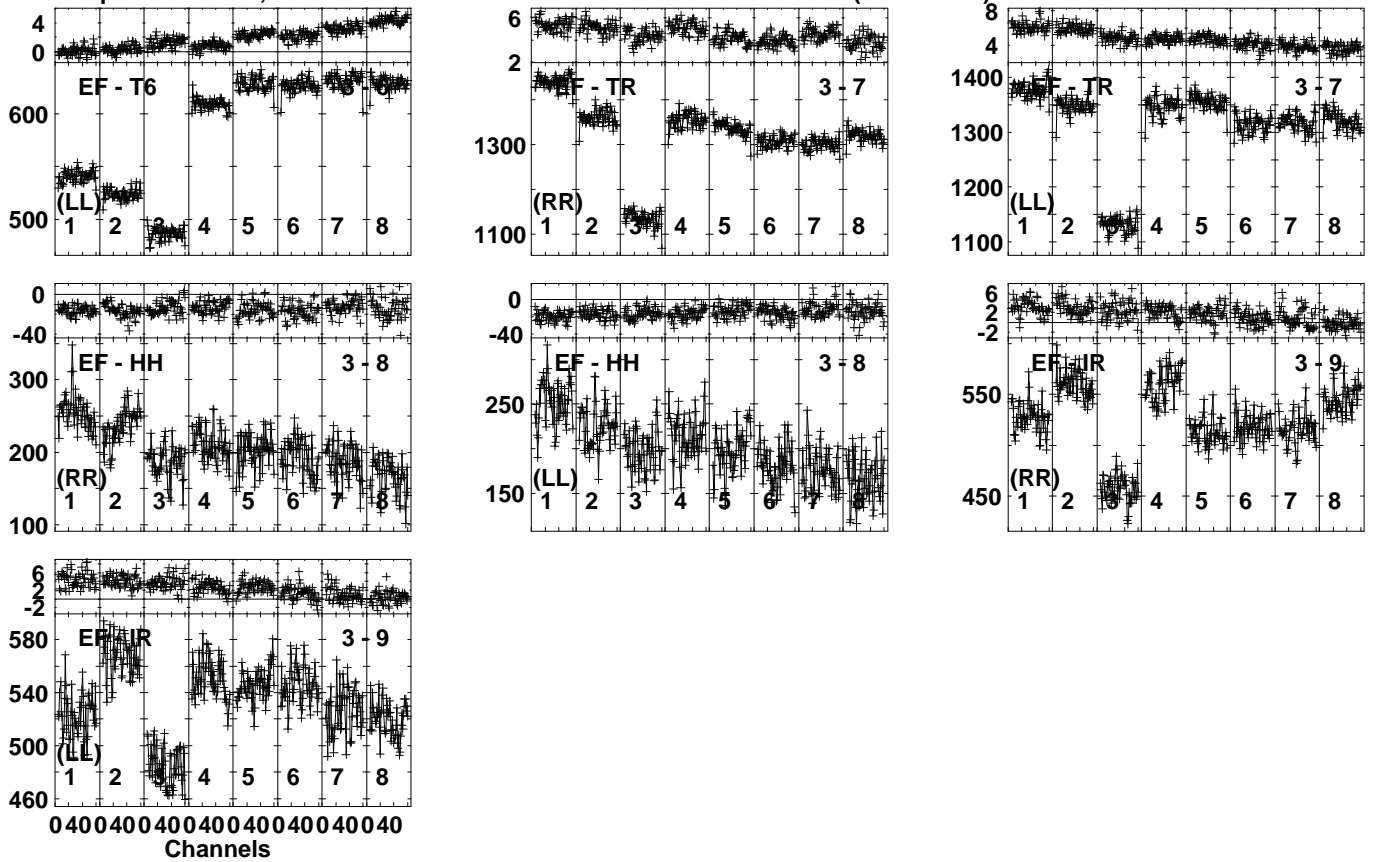 4
0
EF - T6
600
(LL)
500
1 2 3 4 5 6 7 8
6
2
EF - TR 3 - 7
1300
(RR)
1100
1 2 3 4 5 6 7 8
8
4
1400
EF - TR 3 - 7
1300
1200
(LL)
1100
1 2 3 4 5 6 7 8
0
-40
EF - HH 3 - 8
300
200
(RR)
100
1 2 3 4 5 6 7 8
0
-40
EF - HH 3 - 8
250
(LL)
150
1 2 3 4 5 6 7 8
6
2
-2
EF - IR 3 - 9
550
(RR)
450
1 2 3 4 5 6 7 8
6
2
-2
580
EF - IR 3 - 9
540
500
(LL)
460
1 2 3 4 5 6 7 8
0 40 0 40 0 40 0 40 0 40 0 40 0 40 0 40
Channels